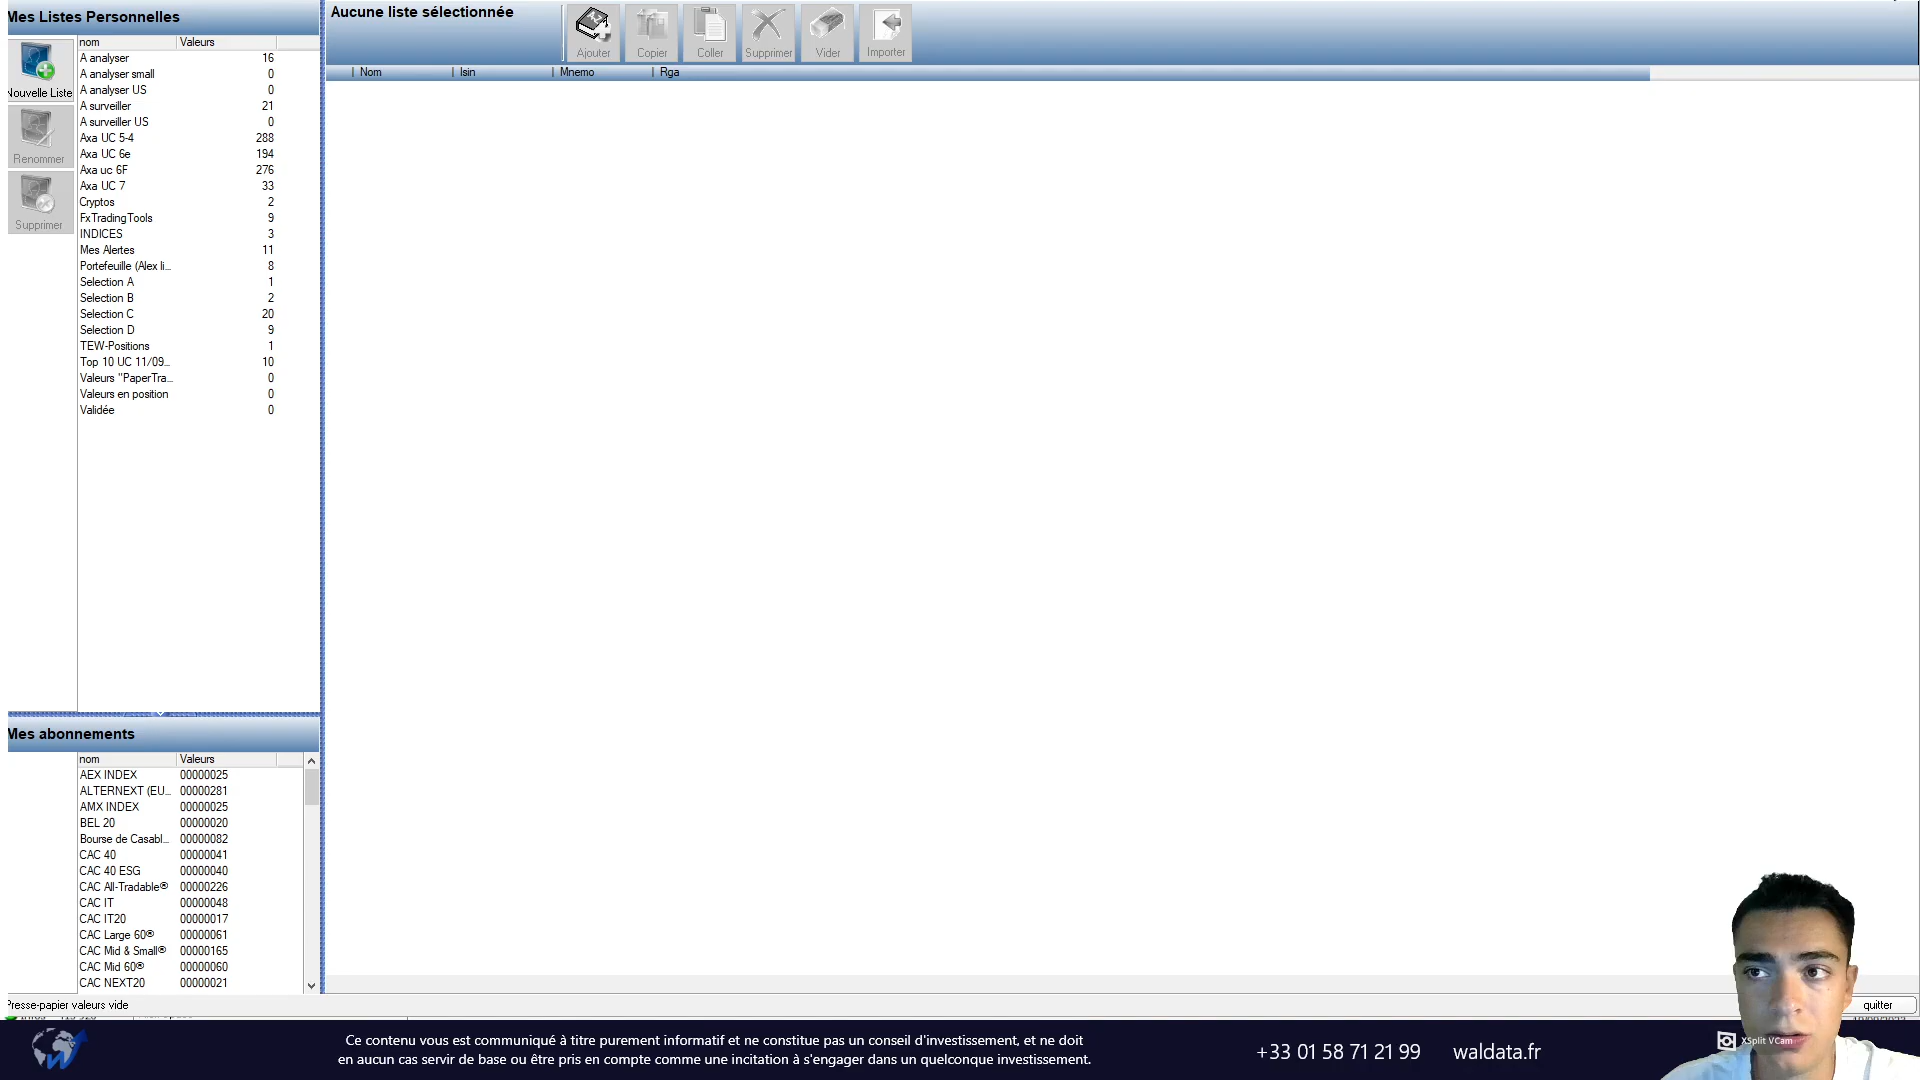 Mes Listes Personnelles
nom Valeurs
Nouvelle Liste
Renommer
Supprimer
A analyser 16
A analyser small 0
A analyser US 0
A surveiller 21
A surveiller US 0
Axa UC 5-4 288
Axa UC 6e 194
Axa uc 6F 276
Axa UC 7 33
Cryptos 2
FxTradingTools 9
INDICES 3
Mes Alertes 11
Portefeuille (Alex li... 8
Selection A 1
Selection B 2
Selection C 20
Selection D 9
TEW-Positions 1
Top 10 UC 11/09... 10
Valeurs "PaperTra... 0
Valeurs en position 0
Validée 0
Aucune liste sélectionnée
Ajouter Copier Coller Supprimer Vider Importer
Nom Isin Mnemo Rga
Mes abonnements
nom Valeurs
AEX INDEX 00000025
ALTERNEXT (EU... 00000281
AMX INDEX 00000025
BEL 20 00000020
Bourse de Casabl... 00000082
CAC 40 00000041
CAC 40 ESG 00000040
CAC All-Tradable® 00000226
CAC IT 00000048
CAC IT20 00000017
CAC Large 60® 00000061
CAC Mid & Small® 00000165
CAC Mid 60® 00000060
CAC NEXT20 00000021
Presse-papier valeurs vide
quitter
Ce contenu vous est communiqué à titre purement informatif et ne constitue pas un conseil d'investissement, et ne doit
en aucun cas servir de base ou être pris en compte comme une incitation à s'engager dans un quelconque investissement.
+33 01 58 71 21 99 waldata.fr
XSplit VCam